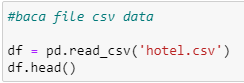 #baca file csv data
df = pd.read_csv('hotel.csv')
df.head()